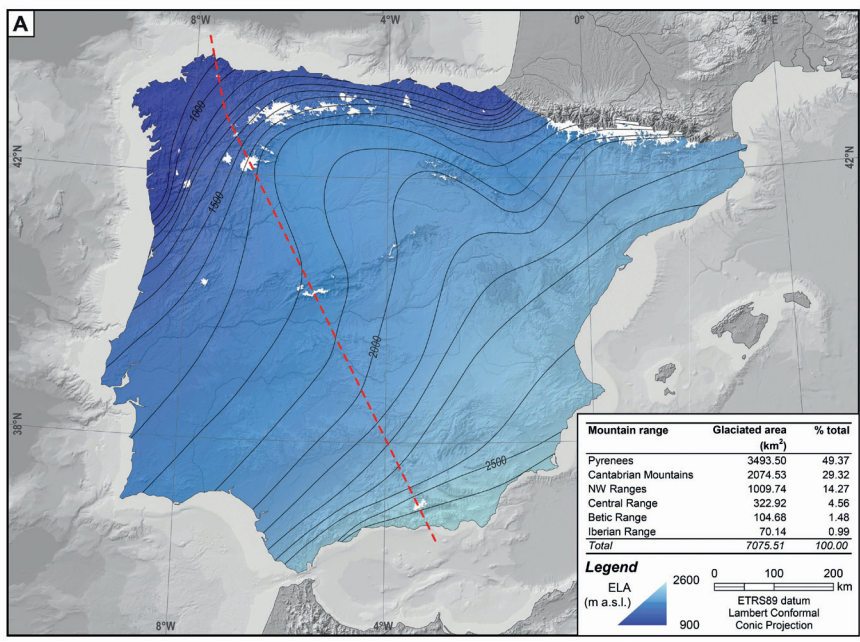 A
8°W
4°W
0°
4°E
42°N
42°N
1000
1500
2000
38°N
2500
Mountain range Glaciated area (km²) % total
Pyrenees 3493.50 49.37
Cantabrian Mountains 2074.53 29.32
NW Ranges 1009.74 14.27
Central Range 322.92 4.56
Betic Range 104.68 1.48
Iberian Range 70.14 0.99
Total 7075.51 100.00
Legend
ELA
(m a.s.l.)
2600
900
0 100 200
km
ETRS89 datum
Lambert Conformal
Conic Projection
8°W
4°W
0°